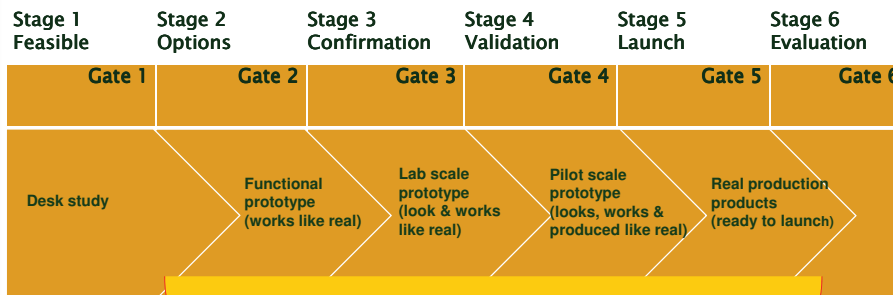 Stage 1
Feasible
Stage 2
Options
Stage 3
Confirmation
Stage 4
Validation
Stage 5
Launch
Stage 6
Evaluation
Gate 1
Gate 2
Gate 3
Gate 4
Gate 5
Gate 6
Desk study
Functional
prototype
(works like real)
Lab scale
prototype
(look & works
like real)
Pilot scale
prototype
(looks, works &
produced like real)
Real production
products
(ready to launch)